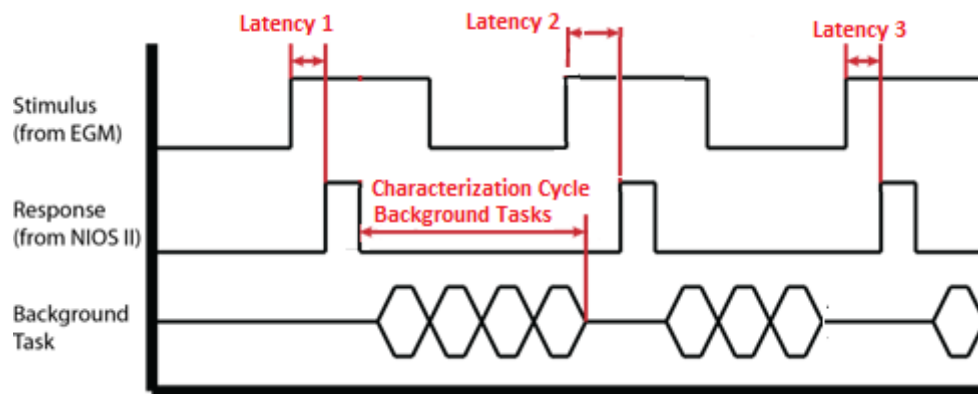 Latency 1
Latency 2
Latency 3
Stimulus
(from EGM)
Characterization Cycle
Background Tasks
Response
(from NIOS II)
Background
Task